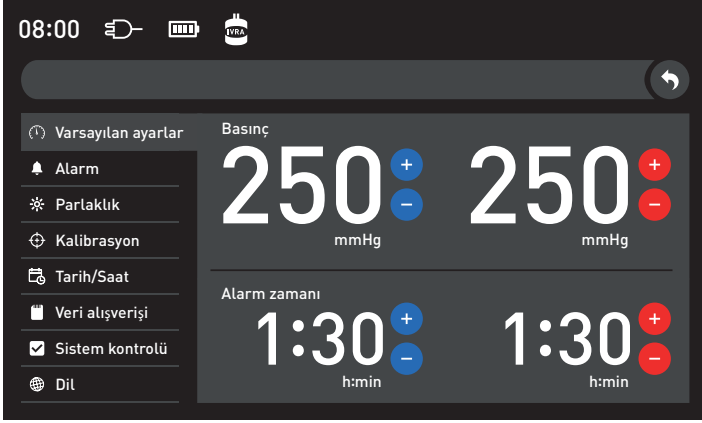 08:00
IVRA
Varsayılan ayarlar
Alarm
Parlaklık
Kalibrasyon
Tarih/Saat
Veri alışverişi
Sistem kontrolü
Dil
Basınç
250 + − 250 + −
mmHg mmHg
Alarm zamanı
1:30 + − 1:30 + −
h:min h:min